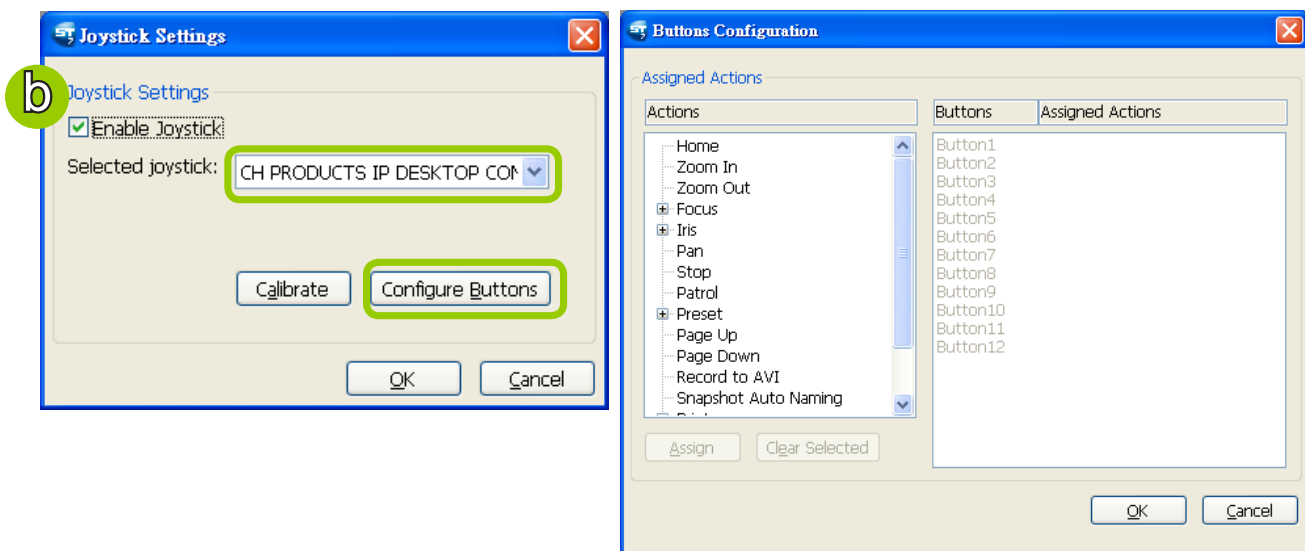 Joystick Settings
b
Joystick Settings
Enable Joystick
Selected joystick:
CH PRODUCTS IP DESKTOP CON
Calibrate
Configure Buttons
OK
Cancel
Buttons Configuration
Assigned Actions
Actions
Home
Zoom In
Zoom Out
Focus
Iris
Pan
Stop
Patrol
Preset
Page Up
Page Down
Record to AVI
Snapshot Auto Naming
Assign
Clear Selected
Buttons
Assigned Actions
Button1
Button2
Button3
Button4
Button5
Button6
Button7
Button8
Button9
Button10
Button11
Button12
OK
Cancel